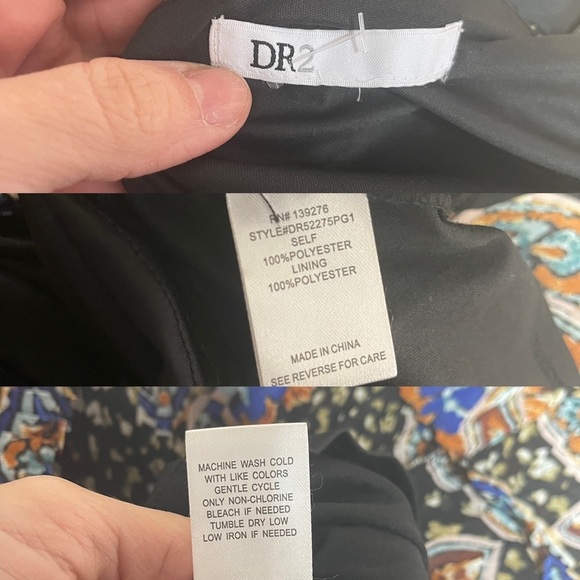 DR2
RN# 139276
STYLE#DR52275PG1
SELF
100%POLYESTER
LINING
100%POLYESTER
MADE IN CHINA
SEE REVERSE FOR CARE
MACHINE WASH COLD
WITH LIKE COLORS
GENTLE CYCLE
ONLY NON-CHLORINE
BLEACH IF NEEDED
TUMBLE DRY LOW
LOW IRON IF NEEDED